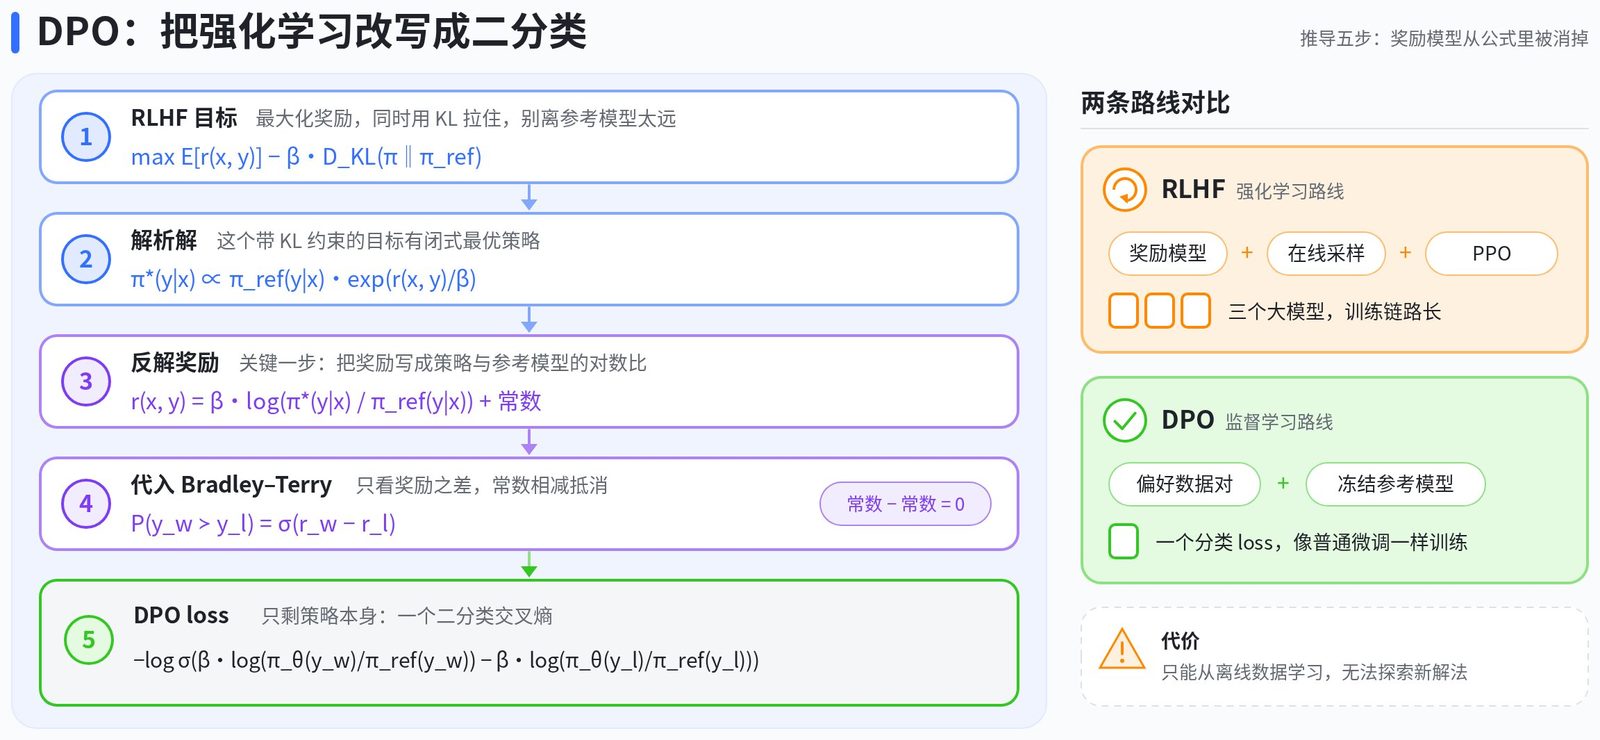 DPO：把强化学习改写成二分类
推导五步：奖励模型从公式里被消掉
1
RLHF 目标 最大化奖励，同时用 KL 拉住，别离参考模型太远
max E[r(x, y)] − β · D_KL(π ∥ π_ref)
2
解析解 这个带 KL 约束的目标有闭式最优策略
π*(y|x) ∝ π_ref(y|x) · exp(r(x, y)/β)
3
反解奖励 关键一步：把奖励写成策略与参考模型的对数比
r(x, y) = β · log(π*(y|x) / π_ref(y|x)) + 常数
4
代入 Bradley–Terry 只看奖励之差，常数相减抵消
P(y_w > y_l) = σ(r_w − r_l)
常数 − 常数 = 0
5
DPO loss 只剩策略本身：一个二分类交叉熵
−log σ(β · log(π_θ(y_w)/π_ref(y_w)) − β · log(π_θ(y_l)/π_ref(y_l)))
两条路线对比
RLHF 强化学习路线
奖励模型 + 在线采样 + PPO
三个大模型，训练链路长
DPO 监督学习路线
偏好数据对 + 冻结参考模型
一个分类 loss，像普通微调一样训练
代价
只能从离线数据学习，无法探索新解法